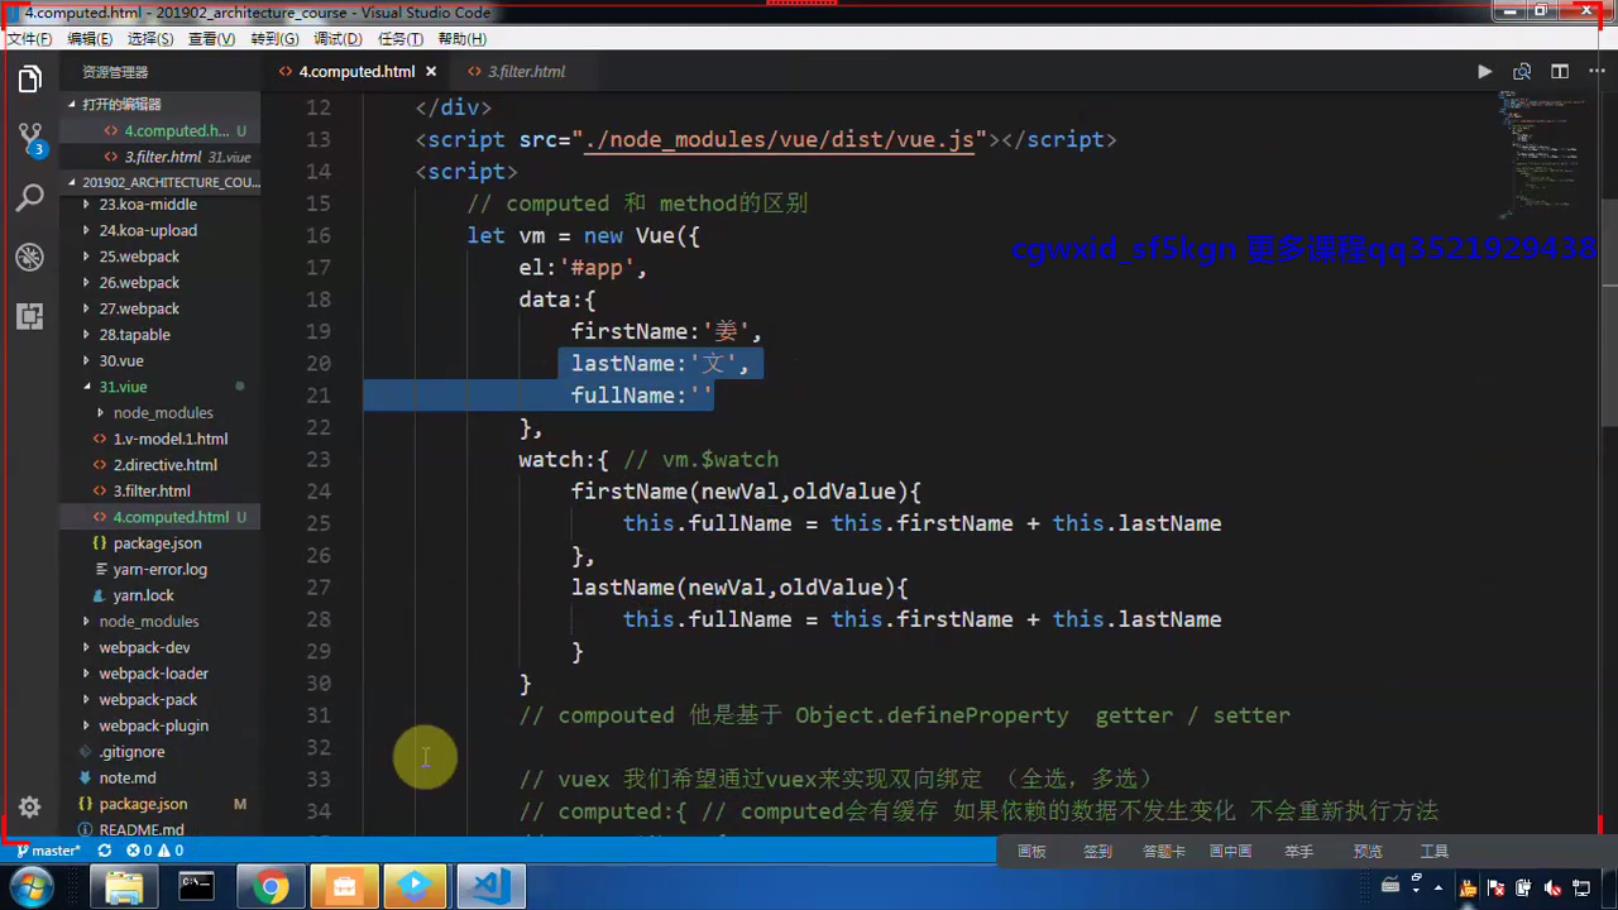 4.computed.html - 201902_architecture_course - Visual Studio Code
文件(F) 编辑(E) 选择(S) 查看(V) 转到(G) 调试(D) 任务(T) 帮助(H)
资源管理器
4.computed.html
3.filter.html
打开的编辑器
4.computed.h... U
3.filter.html 31.viue
201902_ARCHITECTURE_COU...
23.koa-middle
24.koa-upload
25.webpack
26.webpack
27.webpack
28.tapable
30.vue
31.viue
node_modules
1.v-model.1.html
2.directive.html
3.filter.html
4.computed.html U
package.json
yarn-error.log
yarn.lock
node_modules
webpack-dev
webpack-loader
webpack-pack
webpack-plugin
.gitignore
note.md
package.json M
README.md
3
12 </div>
13 <script src="./node_modules/vue/dist/vue.js"></script>
14 <script>
15 // computed 和 method的区别
16 let vm = new Vue({
17 el:'#app',
18 data:{
19 firstName:'姜',
20 lastName:'文',
21 fullName:''
22 },
23 watch:{ // vm.$watch
24 firstName(newVal,oldValue){
25 this.fullName = this.firstName + this.lastName
26 },
27 lastName(newVal,oldValue){
28 this.fullName = this.firstName + this.lastName
29 }
30 }
31 // compouted 他是基于 Object.defineProperty getter / setter
32
33 // vuex 我们希望通过vuex来实现双向绑定 （全选，多选）
34 // computed:{ // computed会有缓存 如果依赖的数据不发生变化 不会重新执行方法
cgwxid_sf5kgn 更多课程qq3521929438
master* 0 0
画板 签到 答题卡 画中画 举手 预览 工具